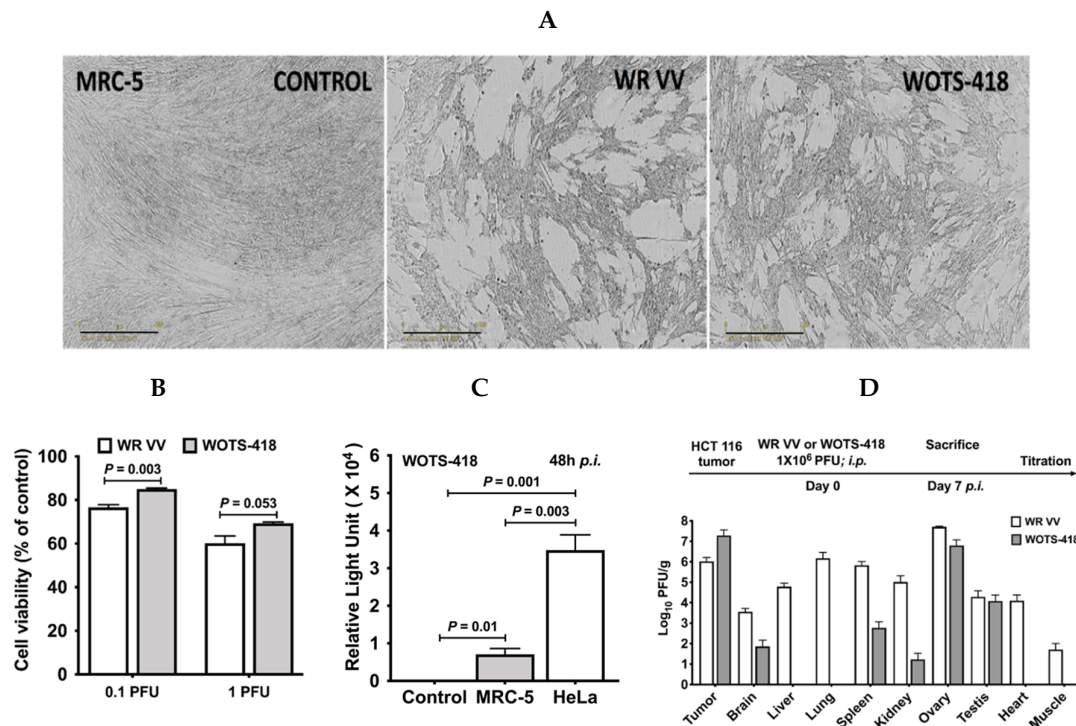 A
MRC-5 CONTROL WR VV WOTS-418
B C D
WR VV WOTS-418
Cell viability (% of control)
100
80
60
40
20
0
P = 0.003
P = 0.053
0.1 PFU 1 PFU
Relative Light Unit ( X 10⁴)
6
5
4
3
2
1
0
WOTS-418 48h p.i.
P = 0.001
P = 0.003
P = 0.01
Control MRC-5 HeLa
HCT 116 tumor
WR VV or WOTS-418
1X10⁶ PFU; i.p.
Sacrifice
Titration
Day 0 Day 7 p.i.
WR VV
WOTS-418
Log₁₀ PFU/g
8
7
6
5
4
3
2
1
0
Tumor Brain Liver Lung Spleen Kidney Ovary Testis Heart Muscle